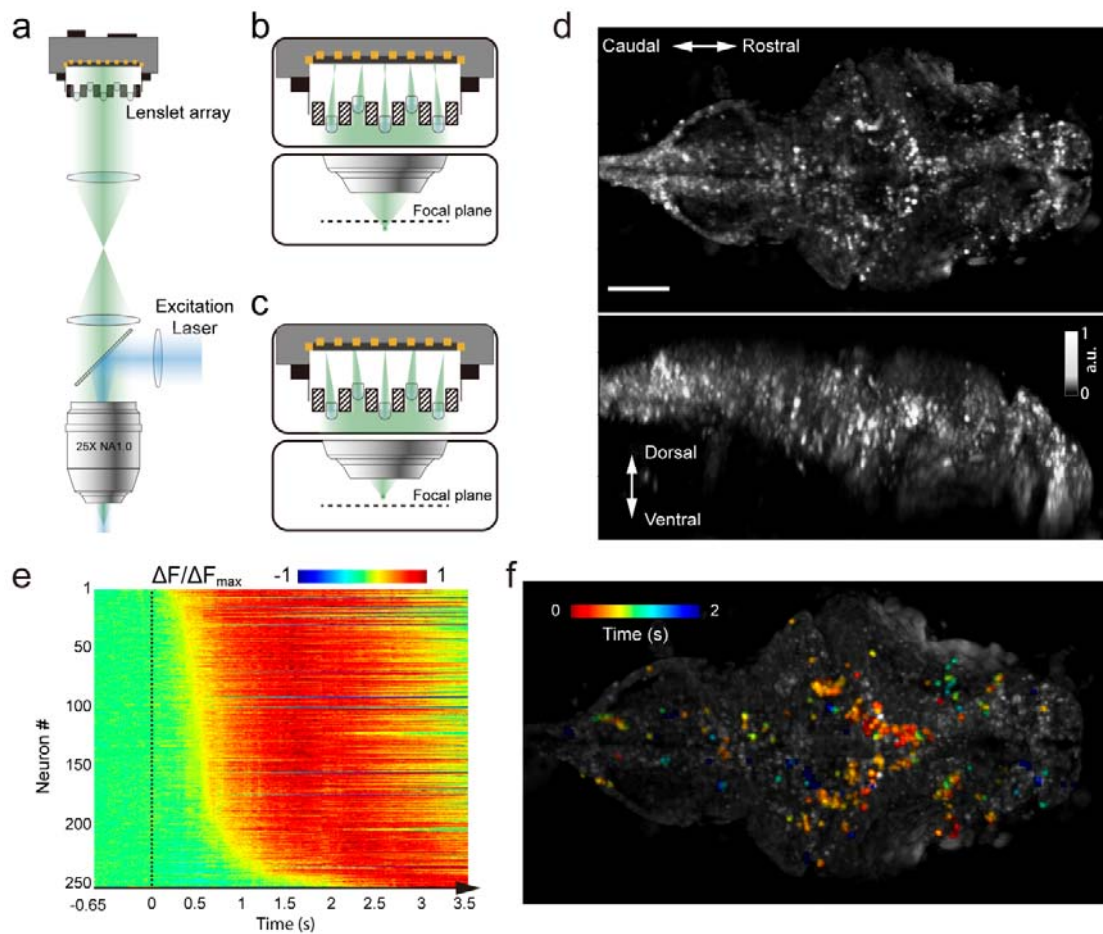 a
Lenslet array
Excitation
Laser
25X NA1.0
b
Focal plane
c
Focal plane
d
Caudal Rostral
1
a.u.
0
Dorsal
Ventral
e
ΔF/ΔFmax -1 1
Neuron #
1
50
100
150
200
250
-0.65 0 0.5 1 1.5 2 2.5 3 3.5
Time (s)
f
0 2
Time (s)